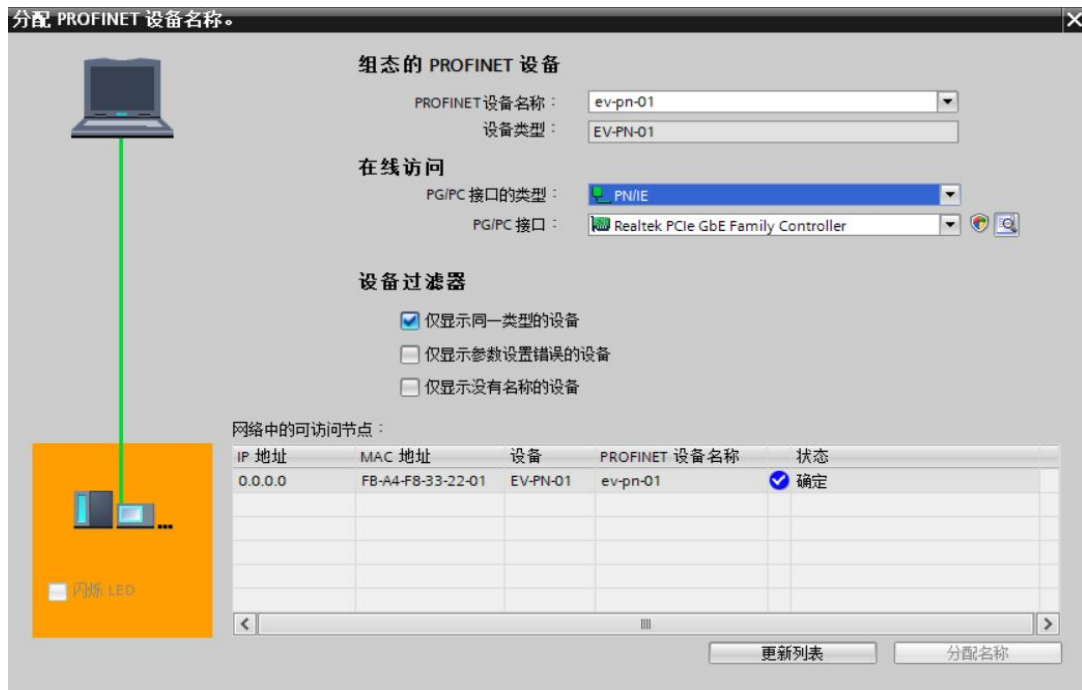 分配 PROFINET 设备名称。
组态的 PROFINET 设备
PROFINET设备名称： ev-pn-01
设备类型： EV-PN-01
在线访问
PG/PC 接口的类型： PN/IE
PG/PC 接口： Realtek PCIe GbE Family Controller
设备过滤器
仅显示同一类型的设备
仅显示参数设置错误的设备
仅显示没有名称的设备
网络中的可访问节点：
IP 地址 MAC 地址 设备 PROFINET 设备名称 状态
0.0.0.0 FB-A4-F8-33-22-01 EV-PN-01 ev-pn-01 确定
闪烁 LED
更新列表 分配名称